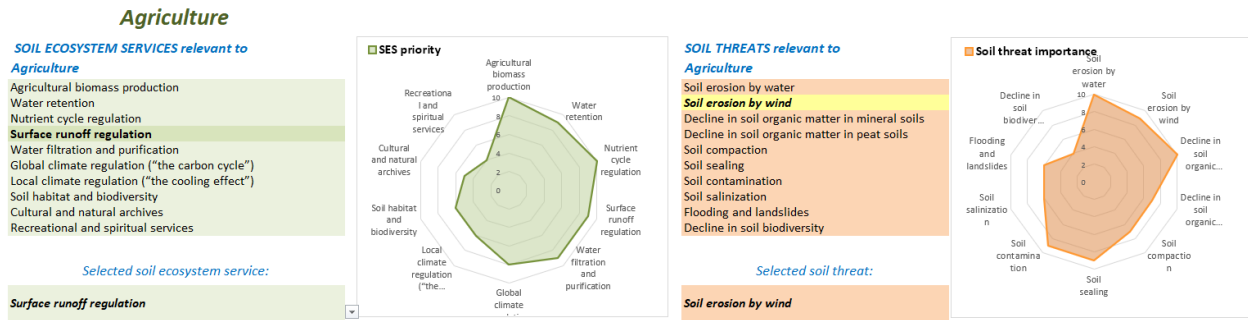 Agriculture
SOIL ECOSYSTEM SERVICES relevant to
Agriculture
Agricultural biomass production
Water retention
Nutrient cycle regulation
Surface runoff regulation
Water filtration and purification
Global climate regulation (“the carbon cycle”)
Local climate regulation (“the cooling effect”)
Soil habitat and biodiversity
Cultural and natural archives
Recreational and spiritual services
Selected soil ecosystem service:
Surface runoff regulation
SES priority
Agricultural
biomass
production
Water
retention
Nutrient
cycle
regulation
Surface
runoff
regulation
Water
filtration and
purification
Global
climate
Local
climate
regulation
("the...
Soil habitat
and
biodiversity
Cultural
and natural
archives
Recreation
al and
spiritual
services
10
8
6
4
2
0
SOIL THREATS relevant to
Agriculture
Soil erosion by water
Soil erosion by wind
Decline in soil organic matter in mineral soils
Decline in soil organic matter in peat soils
Soil compaction
Soil sealing
Soil contamination
Soil salinization
Flooding and landslides
Decline in soil biodiversity
Selected soil threat:
Soil erosion by wind
Soil threat importance
Soil
erosion by
water
Soil
erosion by
wind
Decline in
soil
organic...
Decline in
soil
organic...
Soil
compactio
n
Soil
sealing
Soil
contamina
tion
Soil
salinizatio
n
Flooding
and
landslides
Decline in
soil
biodiver...
10
8
6
4
2
0